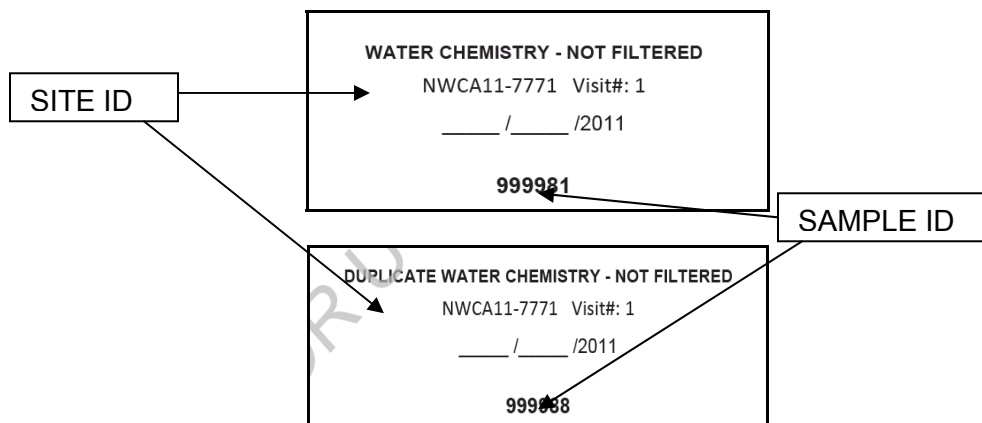 WATER CHEMISTRY - NOT FILTERED
SITE ID
NWCA11-7771 Visit#: 1
_____ /_____ /2011
999981
SAMPLE ID
DUPLICATE WATER CHEMISTRY - NOT FILTERED
NWCA11-7771 Visit#: 1
_____ /_____ /2011
999988